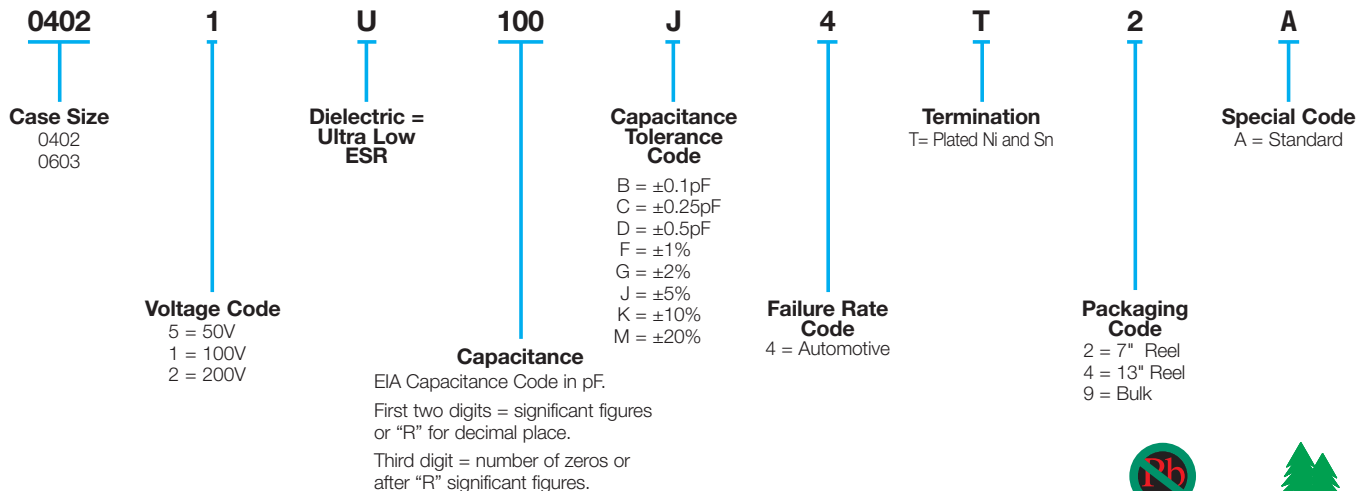 0402 1 U 100 J 4 T 2 A
Case Size
0402
0603
Voltage Code
5 = 50V
1 = 100V
2 = 200V
Dielectric =
Ultra Low
ESR
Capacitance
EIA Capacitance Code in pF.
First two digits = significant figures
or “R” for decimal place.
Third digit = number of zeros or
after “R” significant figures.
Capacitance
Tolerance
Code
B = ±0.1pF
C = ±0.25pF
D = ±0.5pF
F = ±1%
G = ±2%
J = ±5%
K = ±10%
M = ±20%
Failure Rate
Code
4 = Automotive
Termination
T= Plated Ni and Sn
Packaging
Code
2 = 7" Reel
4 = 13" Reel
9 = Bulk
Special Code
A = Standard
Pb